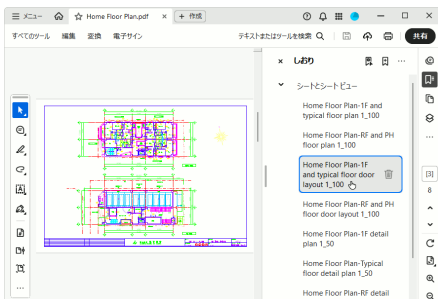 メニュー
Home Floor Plan.pdf
× + 作成
すべてのツール 編集 変換 電子サイン
テキストまたはツールを検索
共有
× しおり
シートとシート ビュー
Home Floor Plan-1F and
typical floor plan 1_100
Home Floor Plan-RF and PH
floor plan 1_100
Home Floor Plan-1F
and typical floor door
layout 1_100
Home Floor Plan-RF and PH
floor door layout 1_100
Home Floor Plan-1F detail
plan 1_50
Home Floor Plan-Typical
floor detail plan 1_50
Home Floor Plan-RF detail
[3]
8